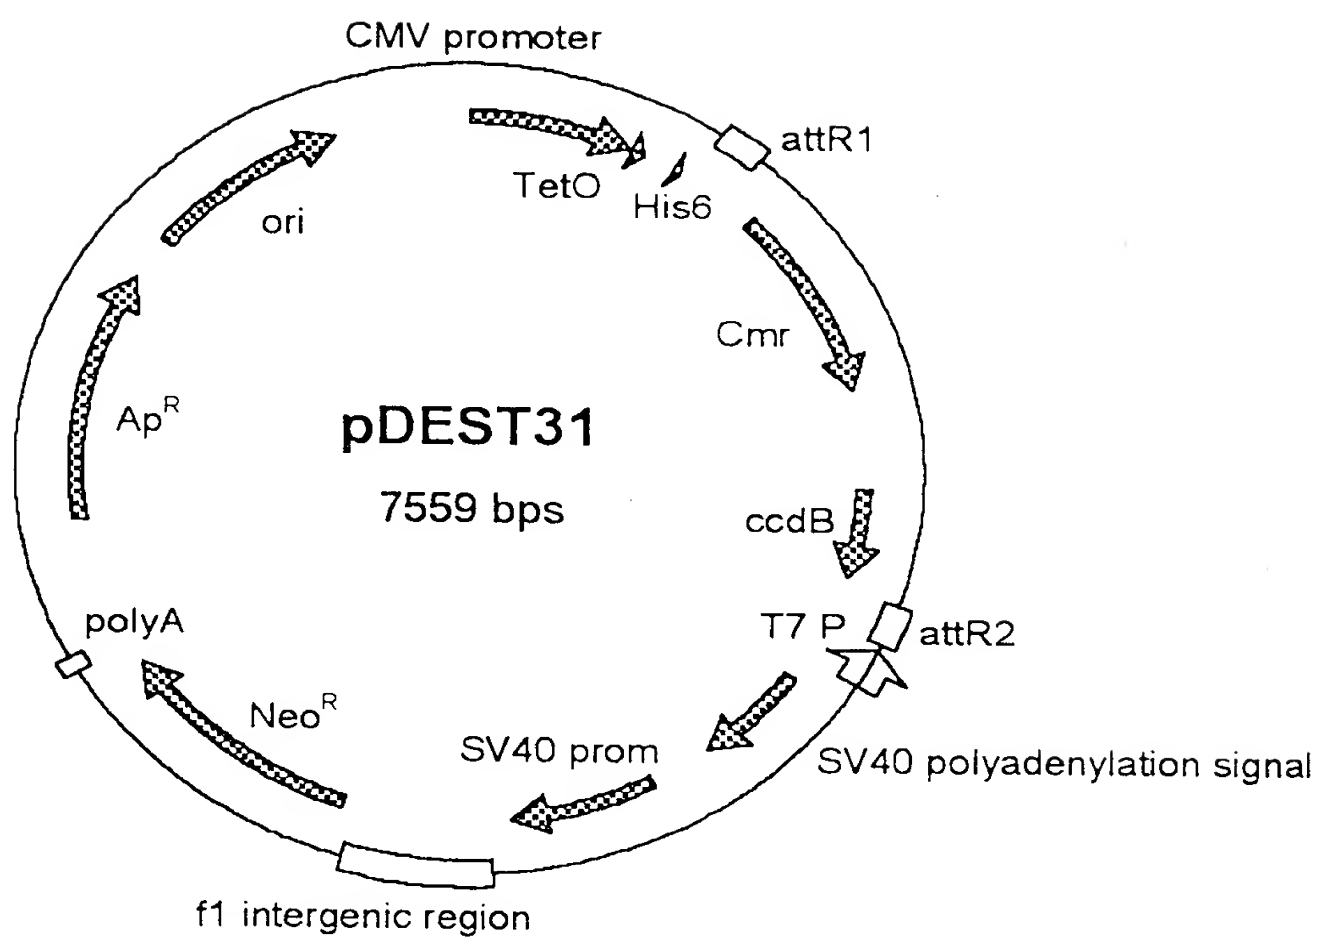 CMV promoter
attR1
TetO
His6
ori
Cmr
Ap^R
pDEST31
7559 bps
ccdB
polyA
T7 P
attR2
Neo^R
SV40 prom
SV40 polyadenylation signal
f1 intergenic region